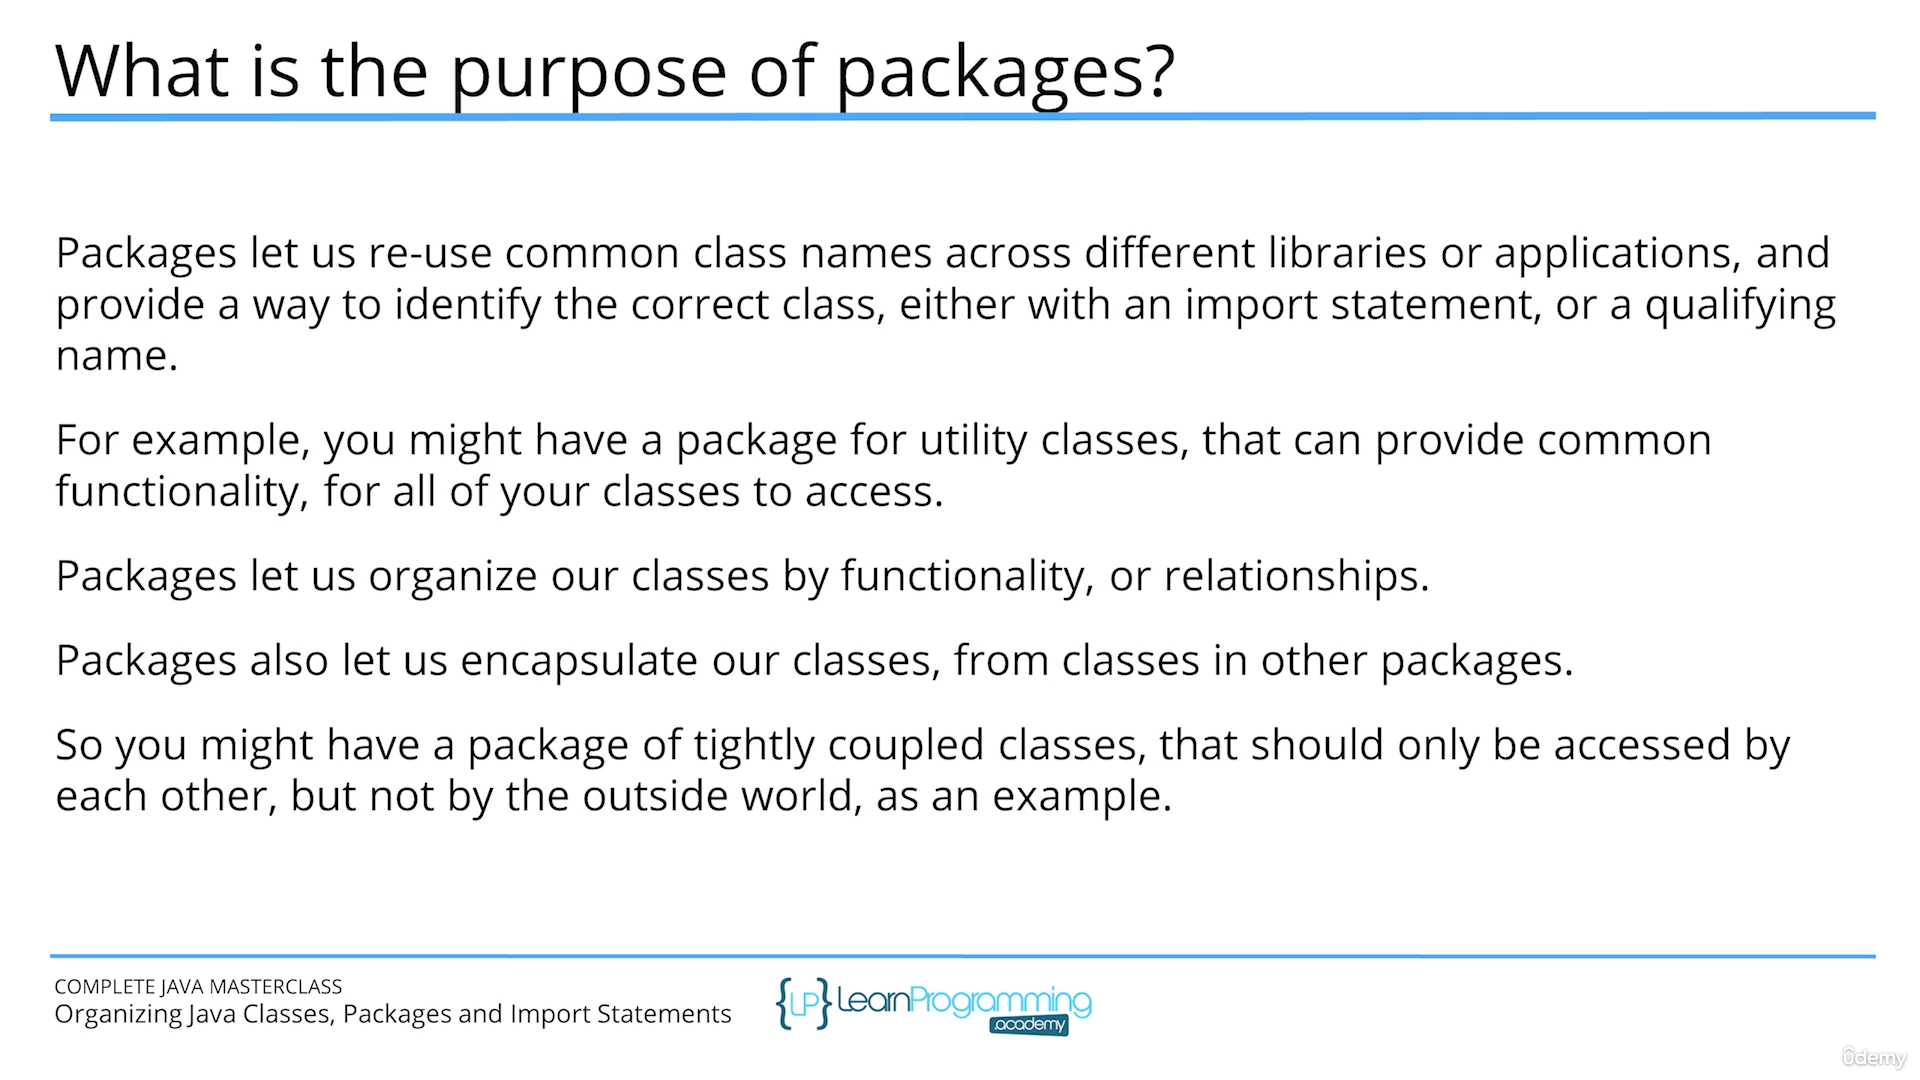 What is the purpose of packages?
Packages let us re-use common class names across different libraries or applications, and
provide a way to identify the correct class, either with an import statement, or a qualifying
name.
For example, you might have a package for utility classes, that can provide common
functionality, for all of your classes to access.
Packages let us organize our classes by functionality, or relationships.
Packages also let us encapsulate our classes, from classes in other packages.
So you might have a package of tightly coupled classes, that should only be accessed by
each other, but not by the outside world, as an example.
COMPLETE JAVA MASTERCLASS
Organizing Java Classes, Packages and Import Statements
{LP} LearnProgramming
.academy
ûdemy